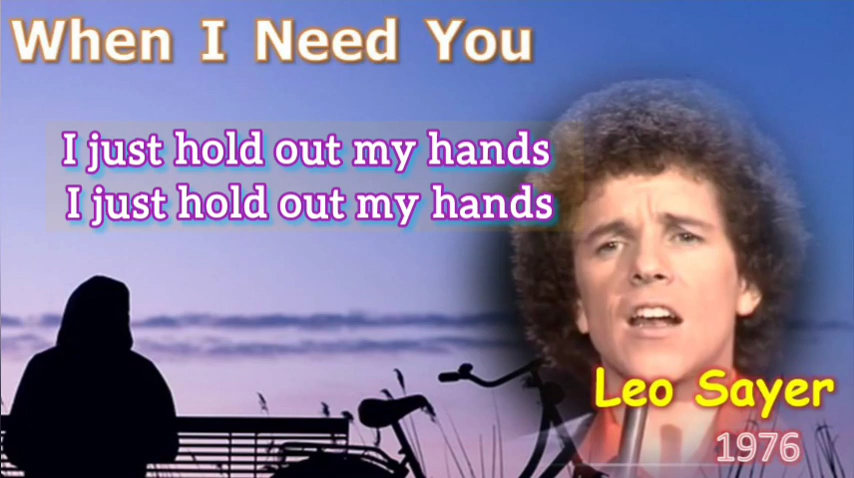 When I Need You
I just hold out my hands
I just hold out my hands
Leo Sayer
1976